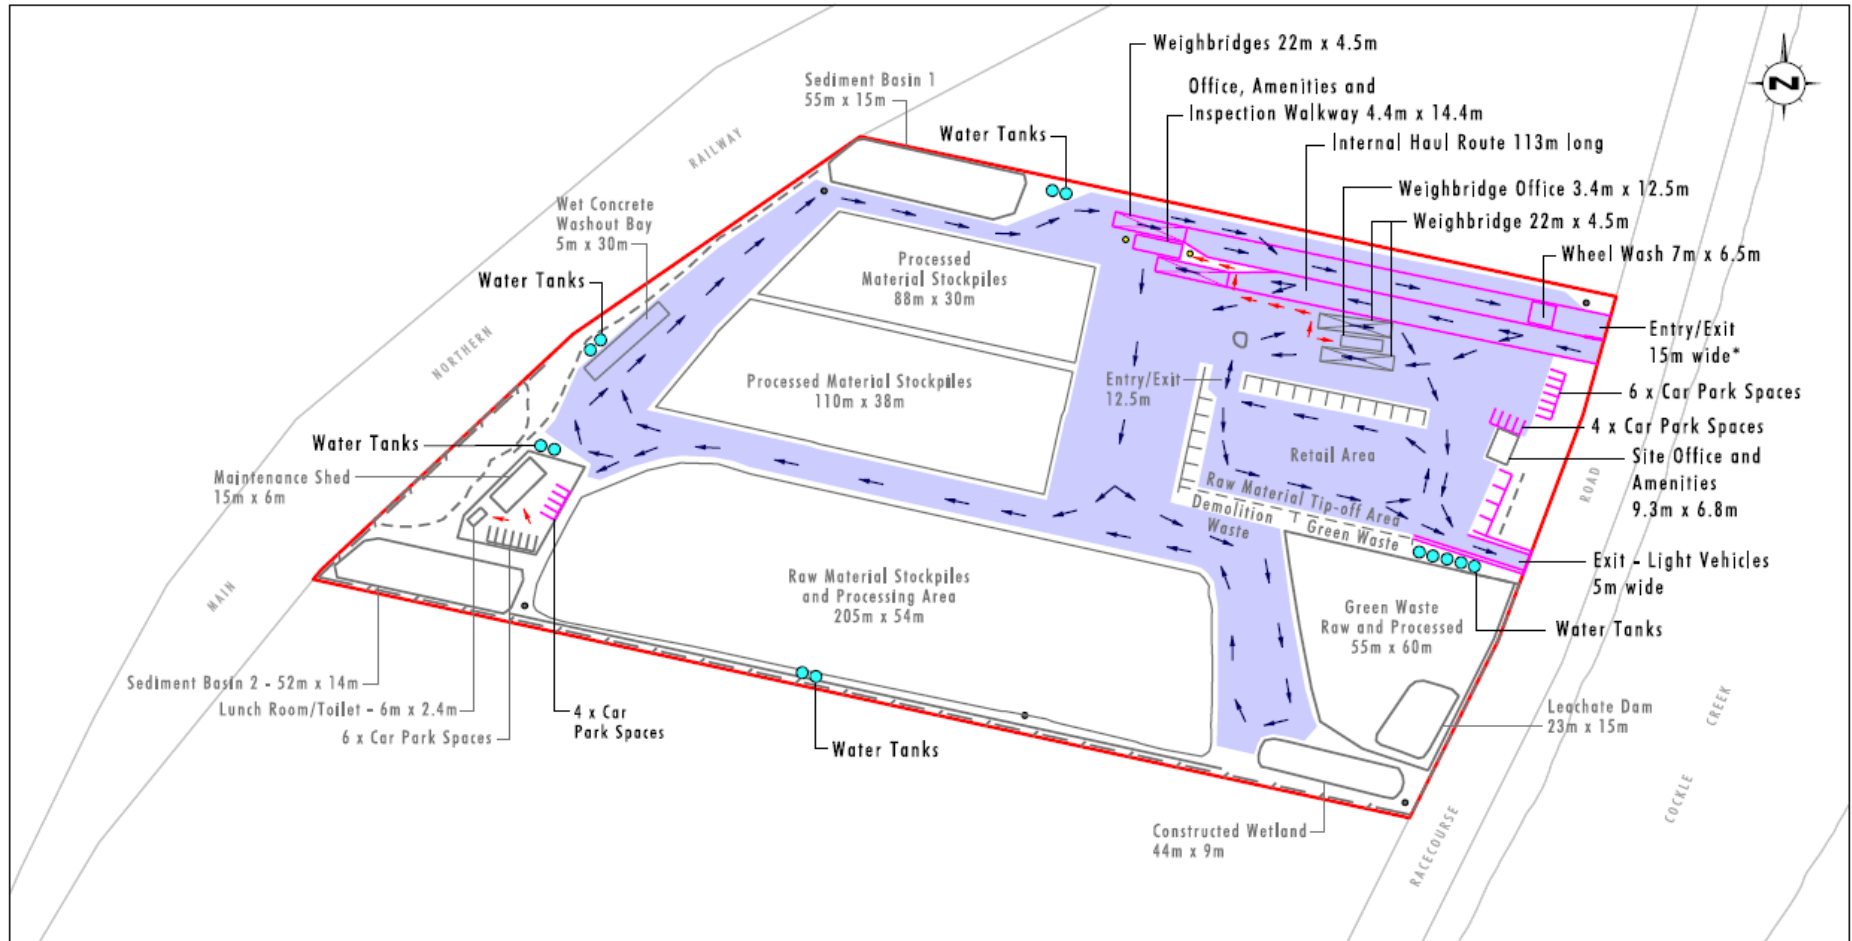 Weighbridges 22m x 4.5m
Sediment Basin 1
55m x 15m
Office, Amenities and
Inspection Walkway 4.4m x 14.4m
N
Water Tanks
RAILWAY
Internal Haul Route 113m long
Weighbridge Office 3.4m x 12.5m
Wet Concrete
Washout Bay
5m x 30m
Weighbridge 22m x 4.5m
Wheel Wash 7m x 6.5m
Processed
Material Stockpiles
88m x 30m
Water Tanks
Entry/Exit
15m wide*
NORTHERN
Processed Material Stockpiles
110m x 38m
Entry/Exit
12.5m
6 x Car Park Spaces
4 x Car Park Spaces
Water Tanks
Retail Area
Site Office and
Amenities
9.3m x 6.8m
Maintenance Shed
15m x 6m
ROAD
Raw Material Tip-off Area
Demolition
Waste
Green Waste
Exit - Light Vehicles
5m wide
MAIN
Raw Material Stockpiles
and Processing Area
205m x 54m
Green Waste
Raw and Processed
55m x 60m
Water Tanks
Sediment Basin 2 - 52m x 14m
Lunch Room/Toilet - 6m x 2.4m
6 x Car Park Spaces
4 x Car
Park Spaces
Water Tanks
Leachate Dam
23m x 15m
CREEK
COCKLE
Constructed Wetland
44m x 9m
RACECOURSE